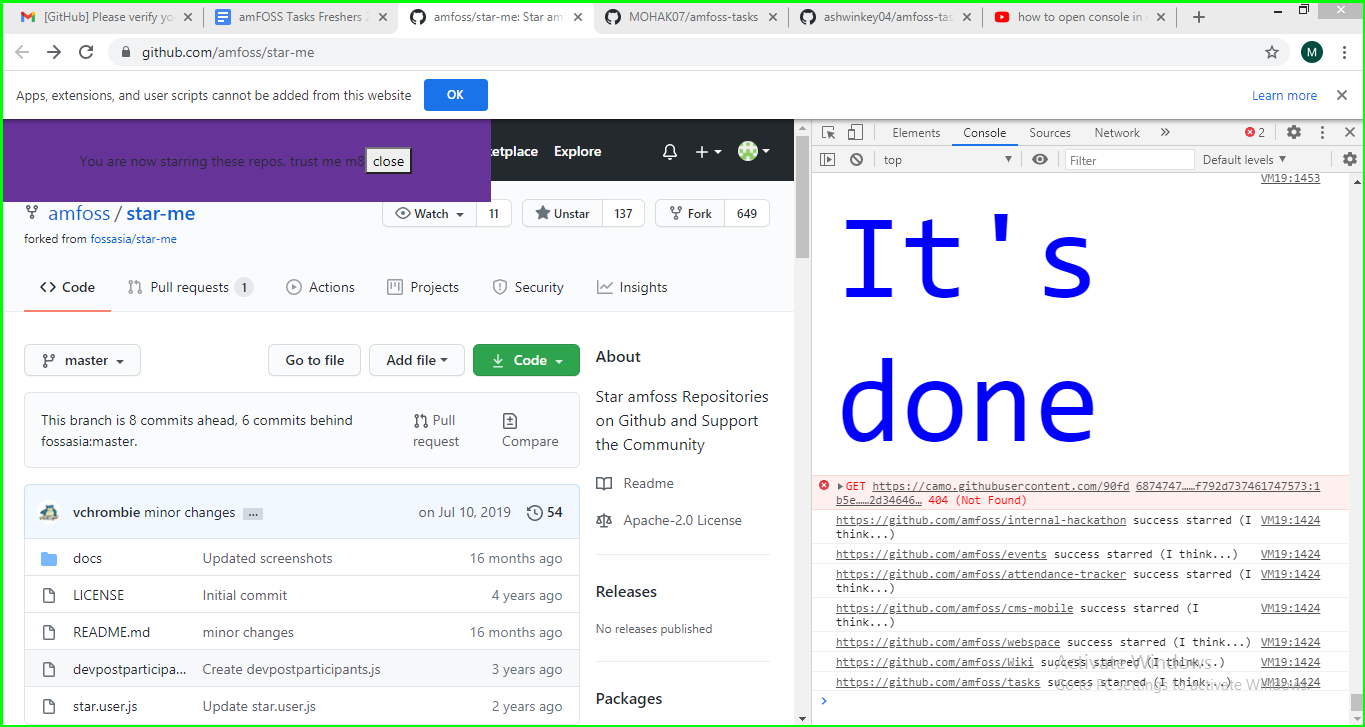 [GitHub] Please verify yo
amFOSS Tasks Freshers 2
amfoss/star-me: Star am
MOHAK07/amfoss-tasks
ashwinkey04/amfoss-tas
how to open console in
github.com/amfoss/star-me
M
Apps, extensions, and user scripts cannot be added from this website
OK
Learn more
You are now starring these repos, trust me m8
close
etplace
Explore
amfoss / star-me
Watch 11
Unstar 137
Fork 649
forked from fossasia/star-me
Code
Pull requests 1
Actions
Projects
Security
Insights
master
Go to file
Add file
Code
This branch is 8 commits ahead, 6 commits behind
fossasia:master.
Pull
request
Compare
vchrombie minor changes ...
on Jul 10, 2019
54
docs Updated screenshots 16 months ago
LICENSE Initial commit 4 years ago
README.md minor changes 16 months ago
devpostparticipa... Create devpostparticipants.js 3 years ago
star.user.js Update star.user.js 2 years ago
About
Star amfoss Repositories
on Github and Support
the Community
Readme
Apache-2.0 License
Releases
No releases published
Packages
Elements
Console
Sources
Network
2
top
Filter
Default levels
VM19:1453
It's
done
GET https://camo.githubusercontent.com/90fd 6874747……f792d737461747573:1
b5e……2d34646… 404 (Not Found)
https://github.com/amfoss/internal-hackathon success starred (I VM19:1424
think...)
https://github.com/amfoss/events success starred (I think...) VM19:1424
https://github.com/amfoss/attendance-tracker success starred (I VM19:1424
think...)
https://github.com/amfoss/cms-mobile success starred (I VM19:1424
think...)
https://github.com/amfoss/webspace success starred (I think...) VM19:1424
https://github.com/amfoss/Wiki success starred (I think...) VM19:1424
https://github.com/amfoss/tasks success starred (I think...) VM19:1424
Activate Windows
Go to PC settings to activate Windows.